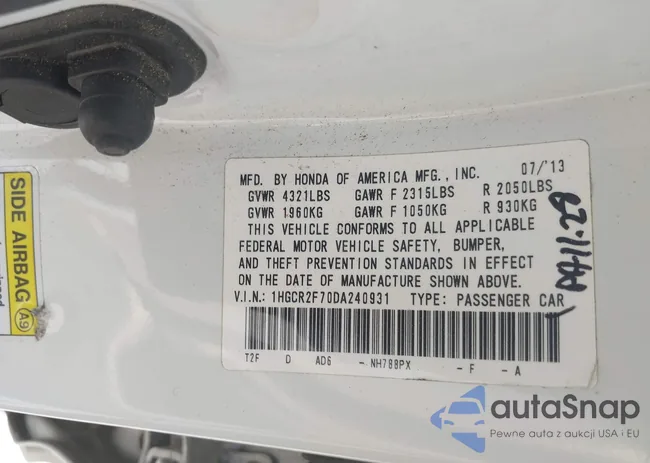 MFD. BY HONDA OF AMERICA MFG., INC. 07/'13
GVWR 4321LBS GAWR F 2315LBS R 2050LBS
GVWR 1960KG GAWR F 1050KG R 930KG
THIS VEHICLE CONFORMS TO ALL APPLICABLE
FEDERAL MOTOR VEHICLE SAFETY, BUMPER,
AND THEFT PREVENTION STANDARDS IN EFFECT
ON THE DATE OF MANUFACTURE SHOWN ABOVE.
V.I.N.: 1HGCR2F70DA240931 TYPE: PASSENGER CAR
T2F D AD6 - NH788PX - F - A
SIDE AIRBAG A9
autaSnap
Pewne auta z aukcji USA i EU